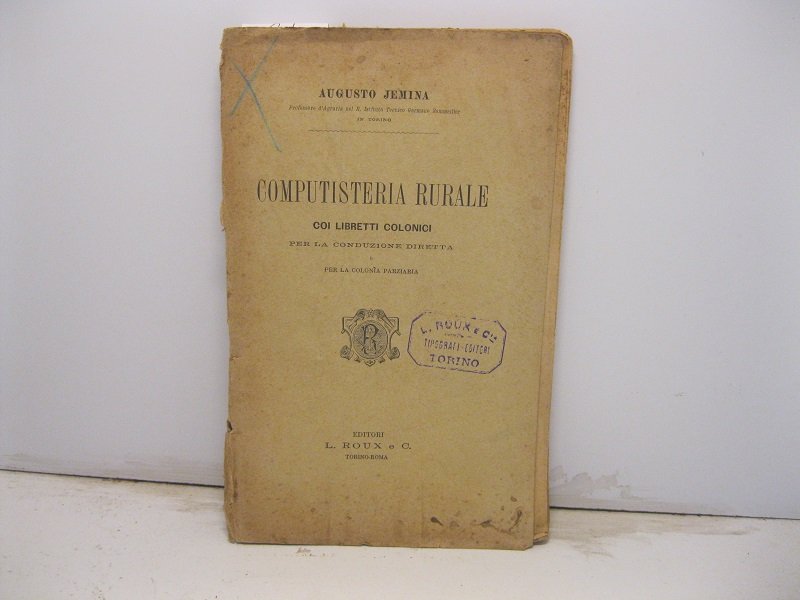 AUGUSTO JEMINA
Professore d'Agraria nel R. Istituto Tecnico Germano Sommeiller
IN TORINO
COMPUTISTERIA RURALE
COI LIBRETTI COLONICI
PER LA CONDUZIONE DIRETTA
E
PER LA COLONÌA PARZIARIA
L. ROUX E C.
TIPOGRAFI-EDITORI
TORINO
EDITORI
L. ROUX e C.
TORINO-ROMA